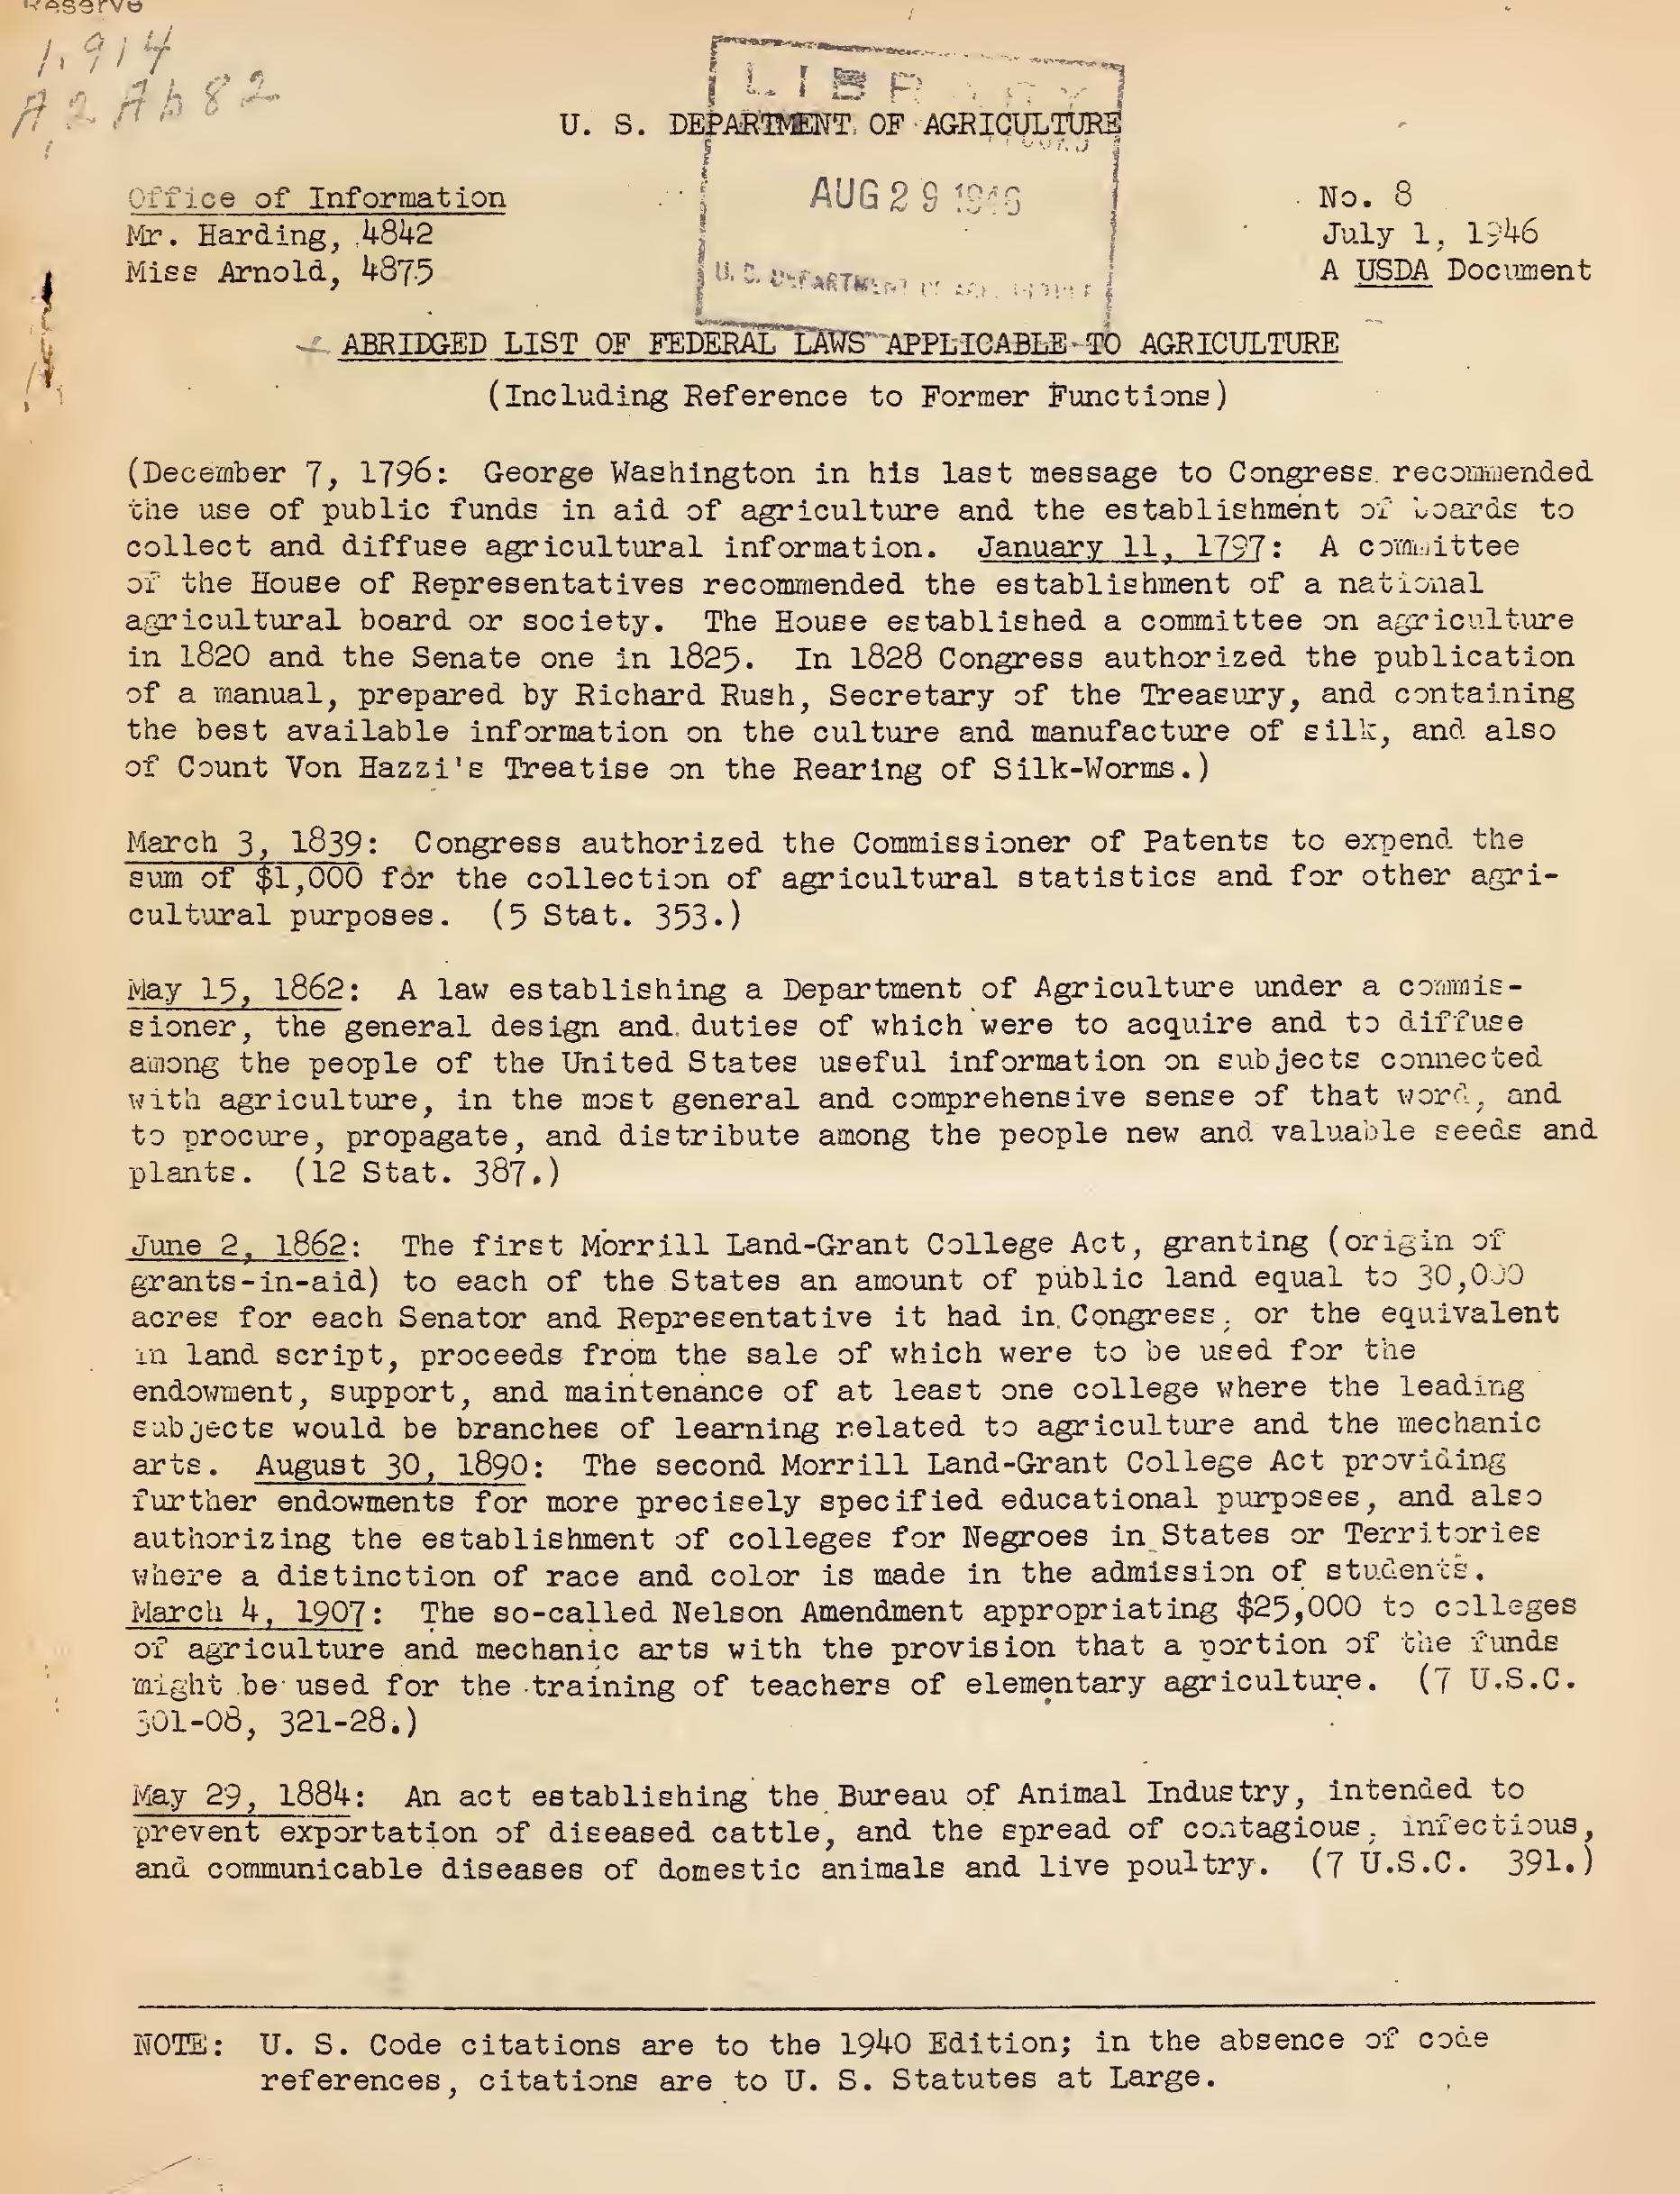 Reserve
1.914
A2Ab82
LIBRARY
U. S. DEPARTMENT OF AGRICULTURE
AUG 29 1946
Office of Information
No. 8
Mr. Harding, 4842
July 1, 1946
Miss Arnold, 4875
A USDA Document
U. S. DEPARTMENT OF AGRICULTURE
ABRIDGED LIST OF FEDERAL LAWS APPLICABLE TO AGRICULTURE
(Including Reference to Former Functions)
(December 7, 1796: George Washington in his last message to Congress recommended
the use of public funds in aid of agriculture and the establishment of boards to
collect and diffuse agricultural information. January 11, 1797: A committee
of the House of Representatives recommended the establishment of a national
agricultural board or society. The House established a committee on agriculture
in 1820 and the Senate one in 1825. In 1828 Congress authorized the publication
of a manual, prepared by Richard Rush, Secretary of the Treasury, and containing
the best available information on the culture and manufacture of silk, and also
of Count Von Hazzi's Treatise on the Rearing of Silk-Worms.)
March 3, 1839: Congress authorized the Commissioner of Patents to expend the
sum of $1,000 for the collection of agricultural statistics and for other agri-
cultural purposes. (5 Stat. 353.)
May 15, 1862: A law establishing a Department of Agriculture under a commis-
sioner, the general design and duties of which were to acquire and to diffuse
among the people of the United States useful information on subjects connected
with agriculture, in the most general and comprehensive sense of that word, and
to procure, propagate, and distribute among the people new and valuable seeds and
plants. (12 Stat. 387.)
June 2, 1862: The first Morrill Land-Grant College Act, granting (origin of
grants-in-aid) to each of the States an amount of public land equal to 30,000
acres for each Senator and Representative it had in Congress, or the equivalent
in land script, proceeds from the sale of which were to be used for the
endowment, support, and maintenance of at least one college where the leading
subjects would be branches of learning related to agriculture and the mechanic
arts. August 30, 1890: The second Morrill Land-Grant College Act providing
further endowments for more precisely specified educational purposes, and also
authorizing the establishment of colleges for Negroes in States or Territories
where a distinction of race and color is made in the admission of students.
March 4, 1907: The so-called Nelson Amendment appropriating $25,000 to colleges
of agriculture and mechanic arts with the provision that a portion of the funds
might be used for the training of teachers of elementary agriculture. (7 U.S.C.
301-08, 321-28.)
May 29, 1884: An act establishing the Bureau of Animal Industry, intended to
prevent exportation of diseased cattle, and the spread of contagious, infectious,
and communicable diseases of domestic animals and live poultry. (7 U.S.C. 391.)
NOTE: U. S. Code citations are to the 1940 Edition; in the absence of code
references, citations are to U. S. Statutes at Large.